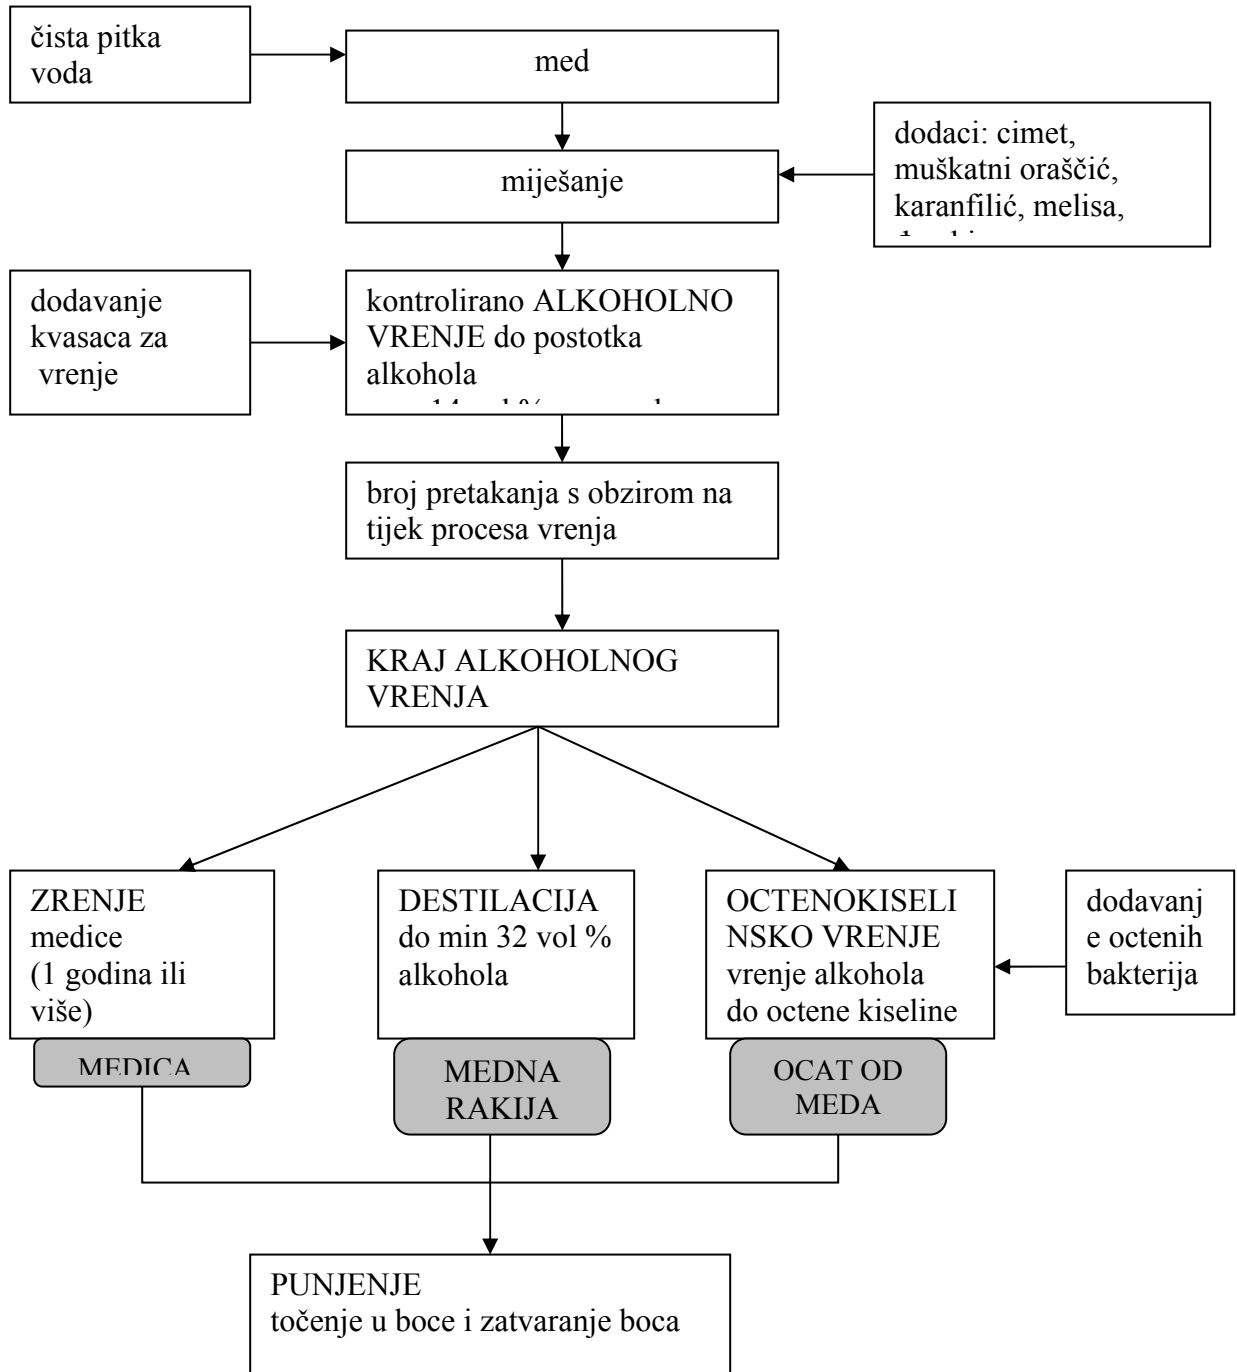 čista pitka
voda
med
dodaci: cimet,
muškatni oraščić,
karanfilić, melisa,
miješanje
dodavanje
kvasaca za
vrenje
kontrolirano ALKOHOLNO
VRENJE do postotka
alkohola
broj pretakanja s obzirom na
tijek procesa vrenja
KRAJ ALKOHOLNOG
VRENJA
ZRENJE
medice
(1 godina ili
više)
MEDICA
DESTILACIJA
do min 32 vol %
alkohola
MEDNA
RAKIJA
OCTENOKISELI
NSKO VRENJE
vrenje alkohola
do octene kiseline
OCAT OD
MEDA
dodavanj
e octenih
bakterija
PUNJENJE
točenje u boce i zatvaranje boca